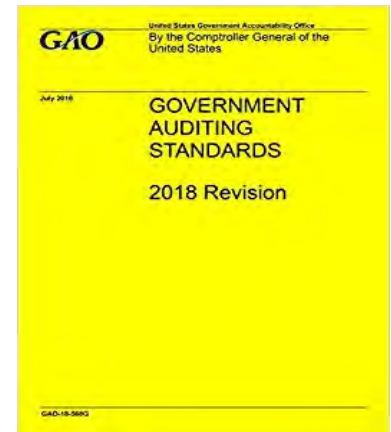 GAO
United States Government Accountability Office
By the Comptroller General of the
United States
July 2018
GOVERNMENT
AUDITING
STANDARDS
2018 Revision
GAO-18-568G